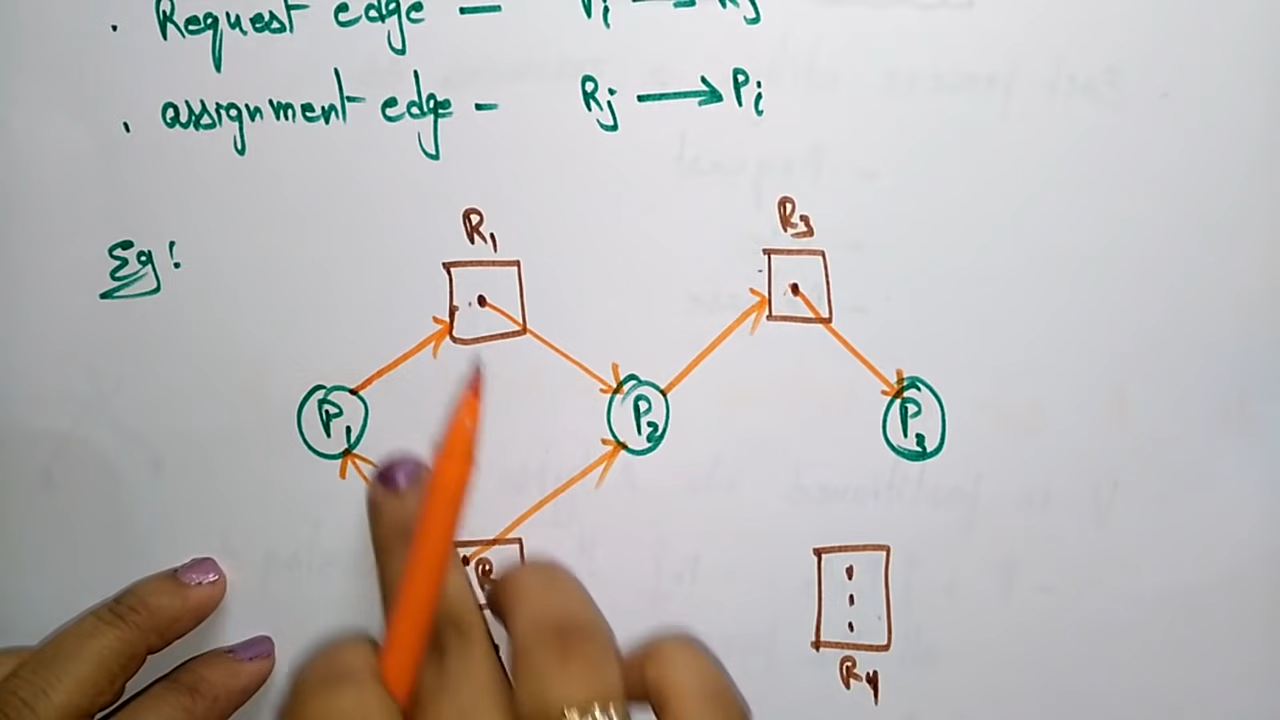 . Request edge – Pi → Rj
. assignment edge – Rj → Pi
Eg:
R1 R3
P1 P2 P3
R4